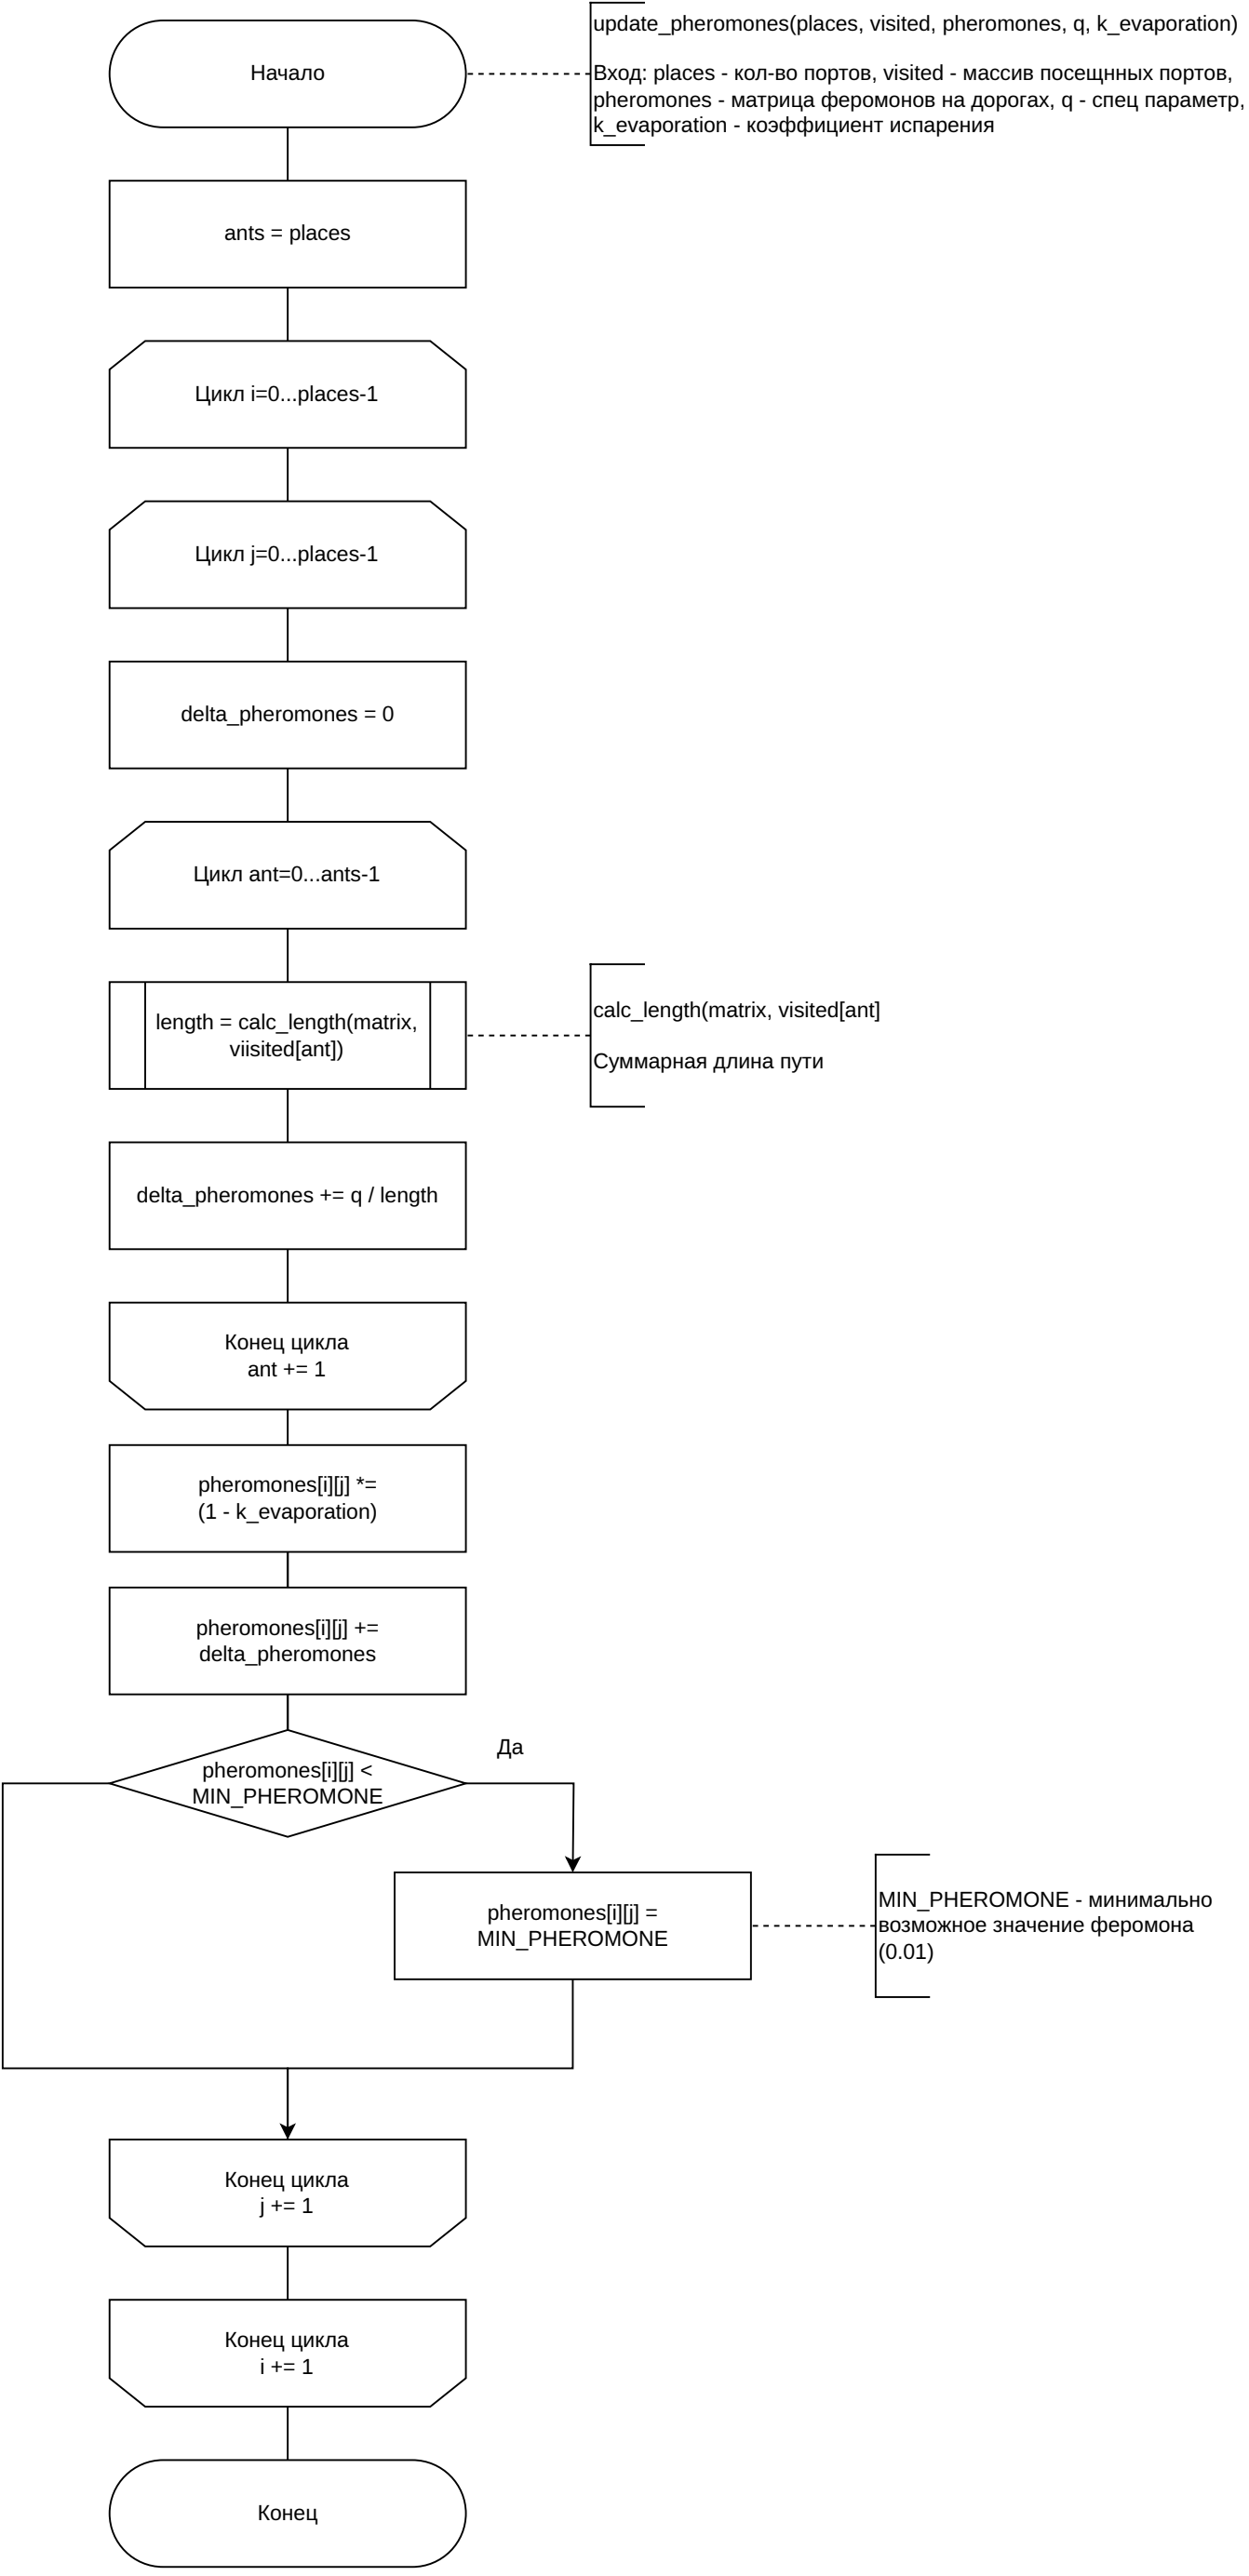 update_pheromones(places, visited, pheromones, q, k_evaporation)
Начало
Вход: places - кол-во портов, visited - массив посещнных портов,
pheromones - матрица феромонов на дорогах, q - спец параметр,
k_evaporation - коэффициент испарения
ants = places
Цикл i=0...places-1
Цикл j=0...places-1
delta_pheromones = 0
Цикл ant=0...ants-1
length = calc_length(matrix,
viisited[ant])
calc_length(matrix, visited[ant]
Суммарная длина пути
delta_pheromones += q / length
Конец цикла
ant += 1
pheromones[i][j] *=
(1 - k_evaporation)
pheromones[i][j] +=
delta_pheromones
Да
pheromones[i][j] <
MIN_PHEROMONE
pheromones[i][j] =
MIN_PHEROMONE
MIN_PHEROMONE - минимально
возможное значение феромона
(0.01)
Конец цикла
j += 1
Конец цикла
i += 1
Конец